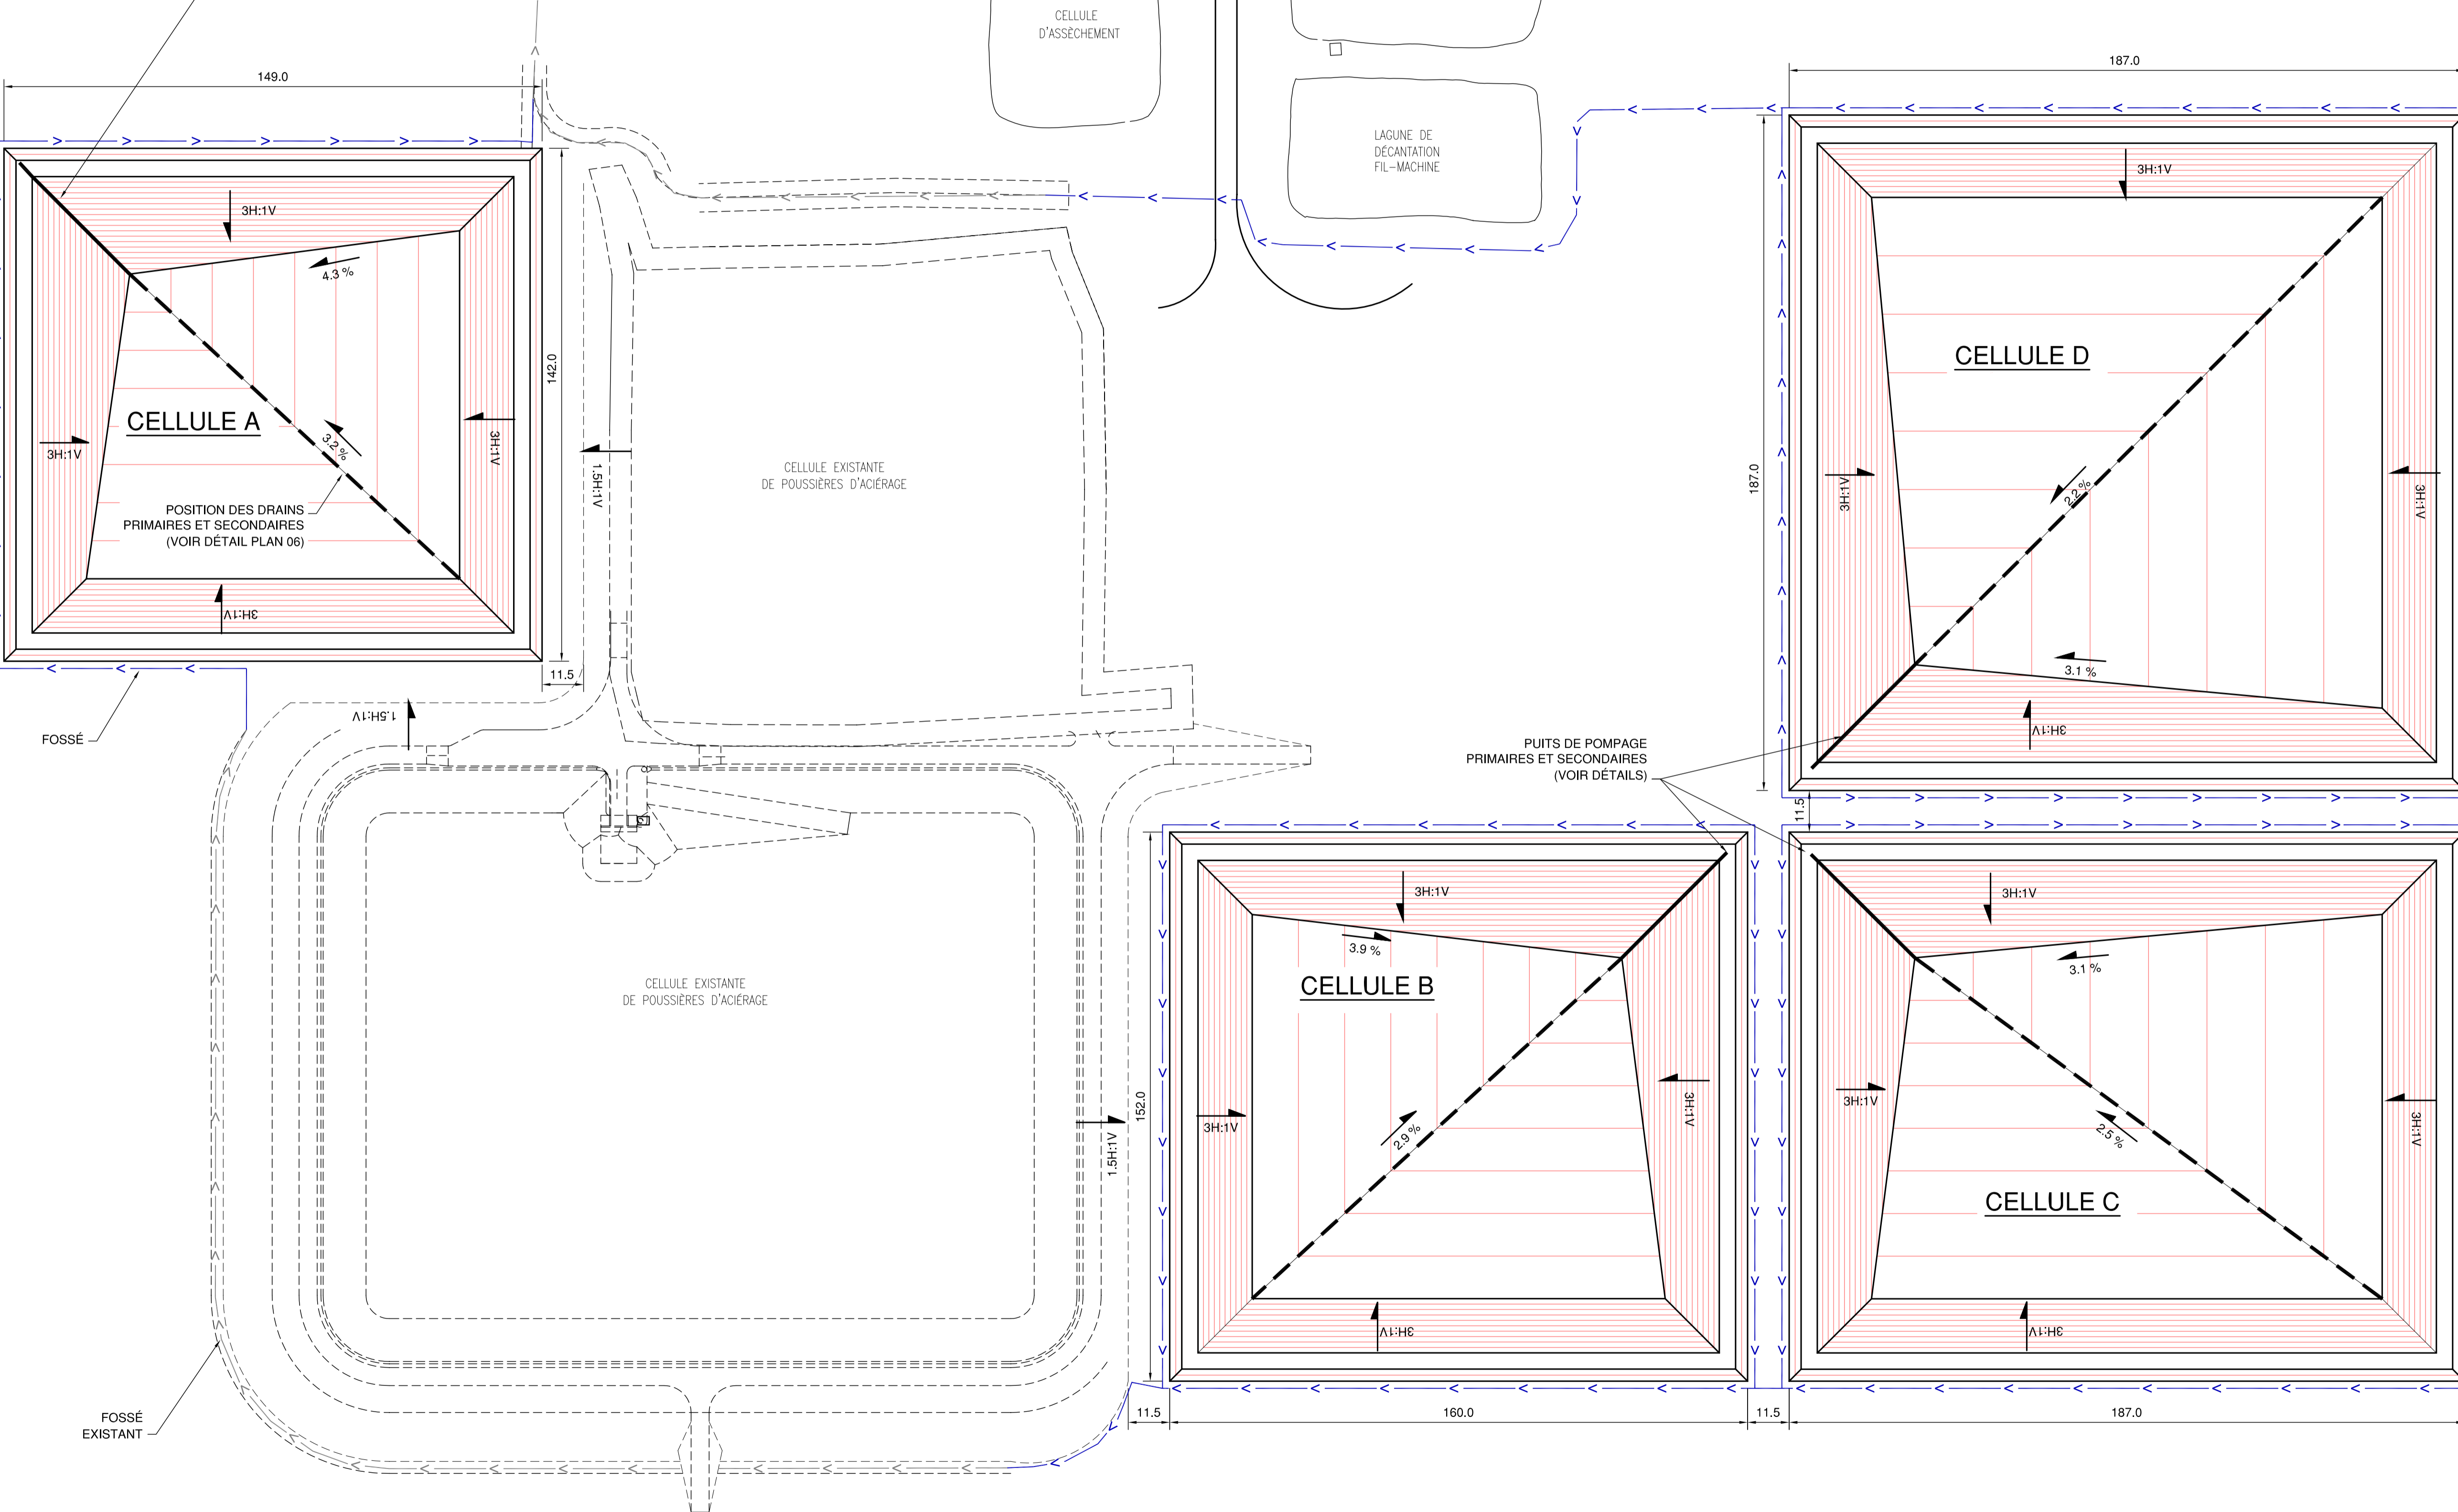 CELLULE
D'ASSÈCHEMENT
149.0
187.0
LAGUNE DE
DÉCANTATION
FIL-MACHINE
3H:1V
4.3 %
142.0
CELLULE A
3H:1V
3.2 %
3H:1V
POSITION DES DRAINS
PRIMAIRES ET SECONDAIRES
(VOIR DÉTAIL PLAN 06)
3H:1V
1.5H:1V
CELLULE EXISTANTE
DE POUSSIÈRES D'ACIÉRAGE
11.5
1.5H:1V
FOSSÉ
3H:1V
CELLULE D
187.0
3H:1V
2.2 %
3H:1V
3.1 %
3H:1V
PUITS DE POMPAGE
PRIMAIRES ET SECONDAIRES
(VOIR DÉTAILS)
11.5
CELLULE EXISTANTE
DE POUSSIÈRES D'ACIÉRAGE
1.5H:1V
152.0
3H:1V
3.9 %
CELLULE B
3H:1V
2.9 %
3H:1V
3H:1V
3H:1V
3.1 %
3H:1V
2.5 %
3H:1V
CELLULE C
3H:1V
FOSSÉ
EXISTANT
11.5
160.0
11.5
187.0